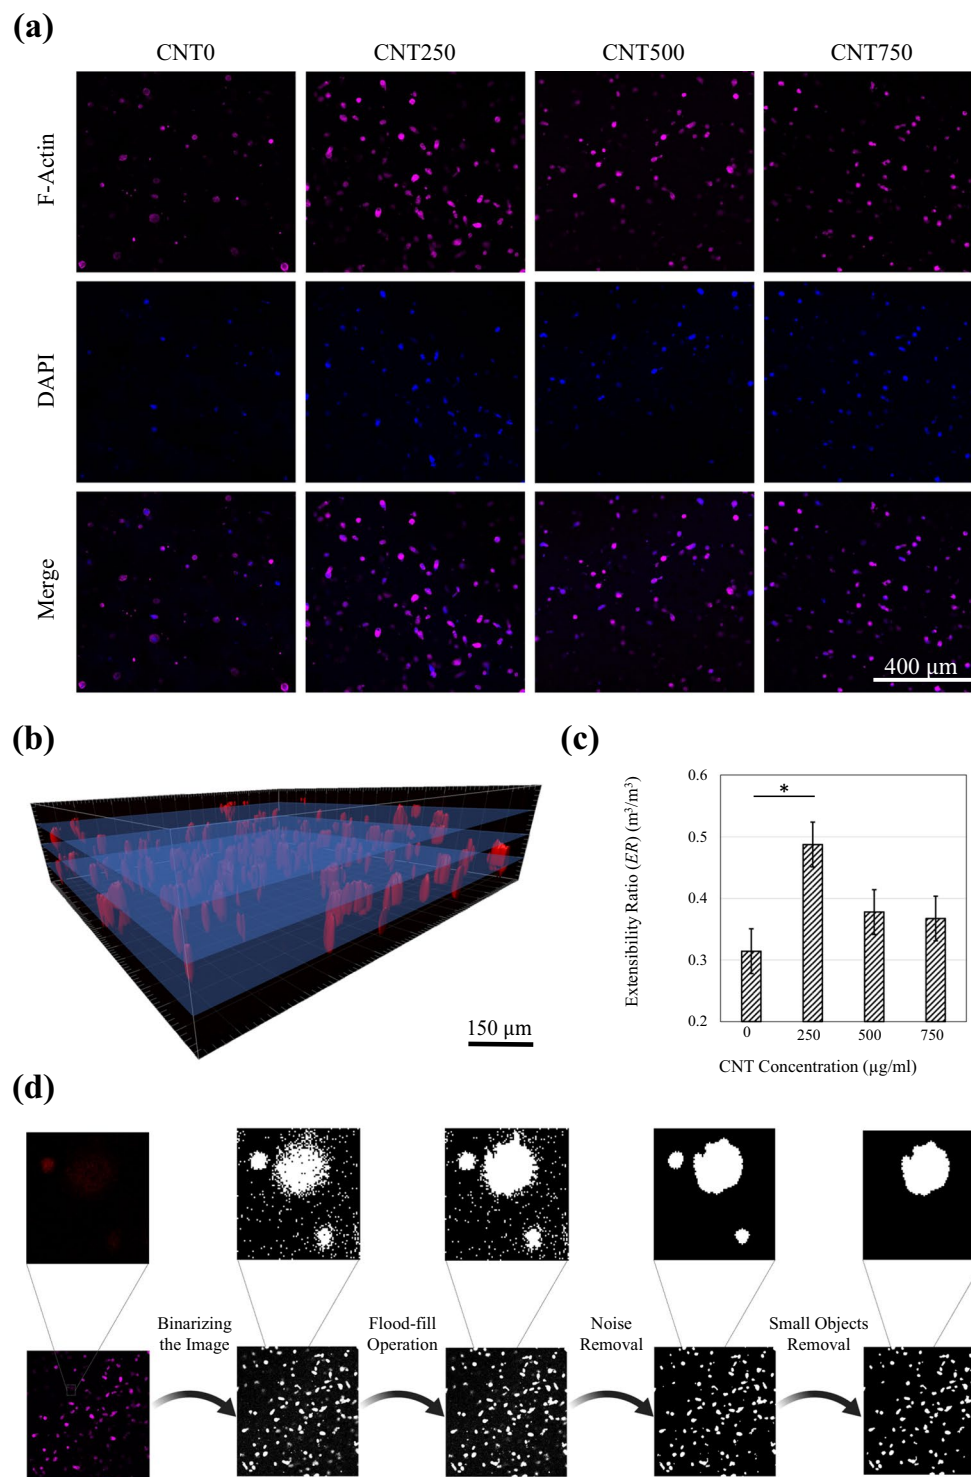 (a)
CNT0 CNT250 CNT500 CNT750
F-Actin
DAPI
Merge
400 µm
(b)
150 µm
(c)
Extensibility Ratio (ER) (m³/m³)
0.6
0.5
0.4
0.3
0.2
*
0 250 500 750
CNT Concentration (µg/ml)
(d)
Binarizing
the Image
Flood-fill
Operation
Noise
Removal
Small Objects
Removal